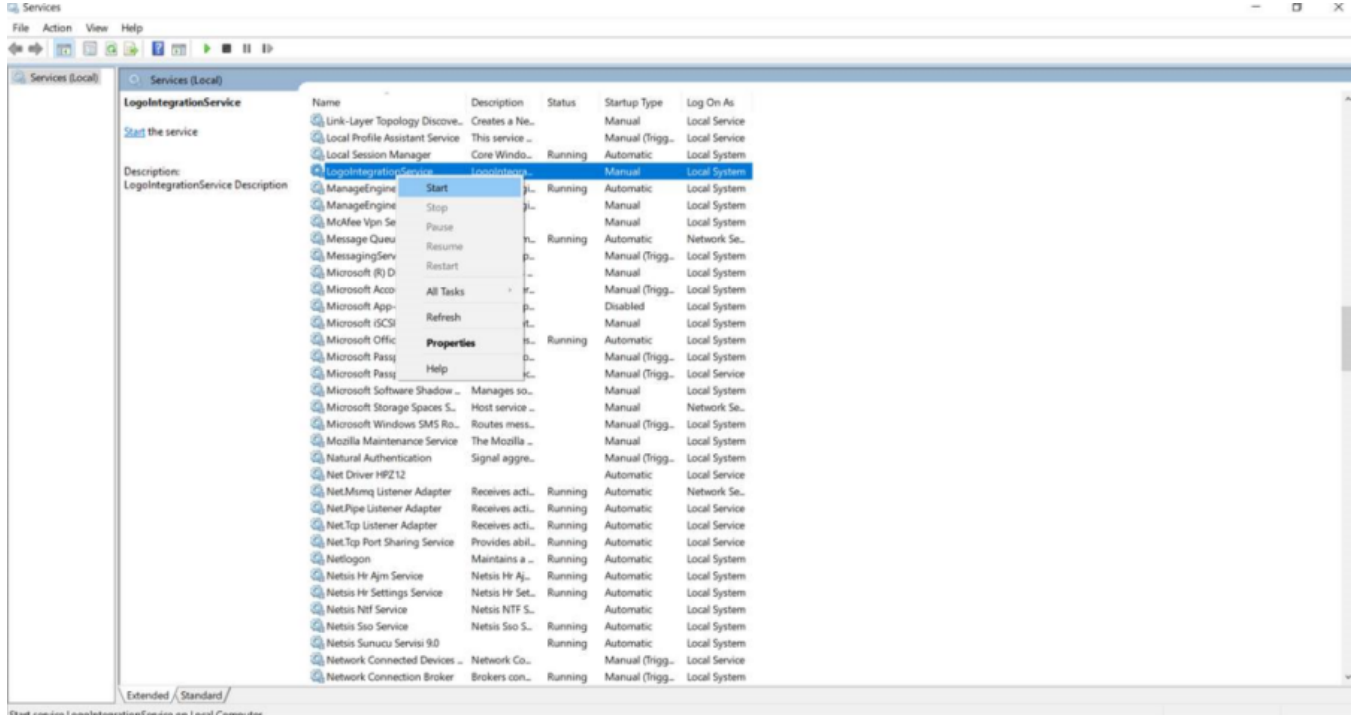 Services
File Action View Help
Services (Local)
Services (Local)
LogoIntegrationService
Start the service
Description:
LogoIntegrationService Description
Name Description Status Startup Type Log On As
Link-Layer Topology Discove... Creates a Ne... Manual Local Service
Local Profile Assistant Service This service ... Manual (Trigg... Local Service
Local Session Manager Core Windo... Running Automatic Local System
LogoIntegrationService LogoIntegra... Manual Local System
ManageEngine Running Automatic Local System
ManageEngine Manual Local System
McAfee Vpn Se Manual Local System
Message Queu Running Automatic Network Se...
MessagingServ Manual (Trigg... Local System
Microsoft (R) D Manual Local System
Microsoft Acco Manual (Trigg... Local System
Microsoft App- Disabled Local System
Microsoft iSCSI Manual Local System
Microsoft Offic Running Automatic Local System
Microsoft Passp Manual (Trigg... Local System
Microsoft Passp Manual (Trigg... Local Service
Start
Stop
Pause
Resume
Restart
All Tasks
Refresh
Properties
Help
Microsoft Software Shadow ... Manages so... Manual Local System
Microsoft Storage Spaces S... Host service ... Manual Network Se...
Microsoft Windows SMS Ro... Routes mess... Manual (Trigg... Local System
Mozilla Maintenance Service The Mozilla ... Manual Local System
Natural Authentication Signal aggre... Manual (Trigg... Local System
Net Driver HPZ12 Automatic Local Service
Net.Msmq Listener Adapter Receives acti... Running Automatic Network Se...
Net.Pipe Listener Adapter Receives acti... Running Automatic Local Service
Net.Tcp Listener Adapter Receives acti... Running Automatic Local Service
Net.Tcp Port Sharing Service Provides abil... Running Automatic Local Service
Netlogon Maintains a ... Running Automatic Local System
Netsis Hr Ajm Service Netsis Hr Aj... Running Automatic Local System
Netsis Hr Settings Service Netsis Hr Set... Running Automatic Local System
Netsis Ntf Service Netsis NTF S... Automatic Local System
Netsis Sso Service Netsis Sso S... Running Automatic Local System
Netsis Sunucu Servisi 9.0 Running Automatic Local System
Network Connected Devices ... Network Co... Manual (Trigg... Local Service
Network Connection Broker Brokers con... Running Manual (Trigg... Local System
Extended Standard
Start service LogoIntegrationService on Local Computer